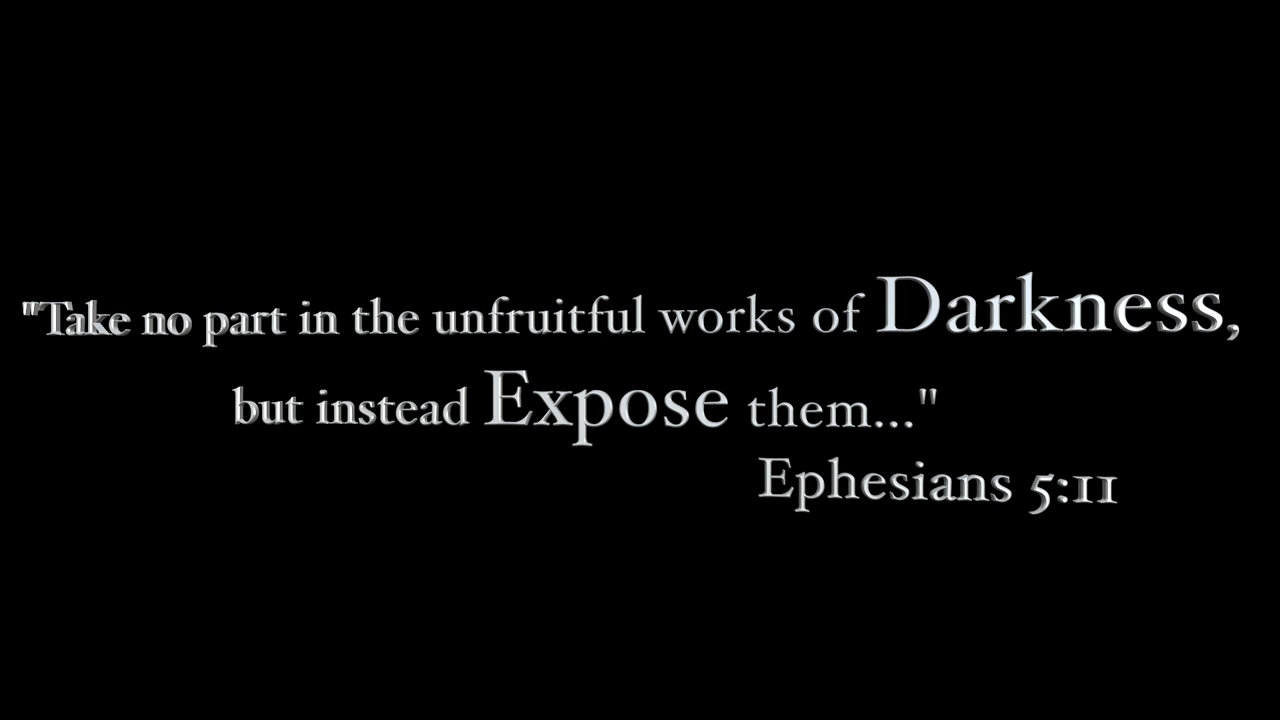 "Take no part in the unfruitful works of Darkness,
but instead Expose them..."
Ephesians 5:11